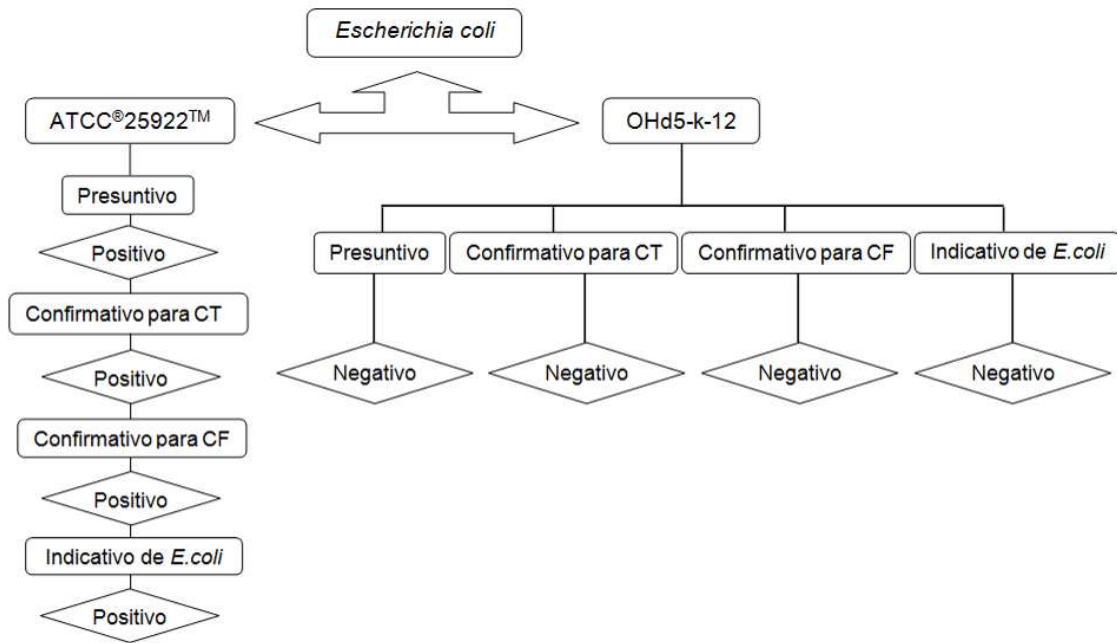 Escherichia coli
ATCC®25922™
OHd5-k-12
Presuntivo
Positivo
Confirmativo para CT
Positivo
Confirmativo para CF
Positivo
Indicativo de E.coli
Positivo
Presuntivo
Confirmativo para CT
Confirmativo para CF
Indicativo de E.coli
Negativo
Negativo
Negativo
Negativo